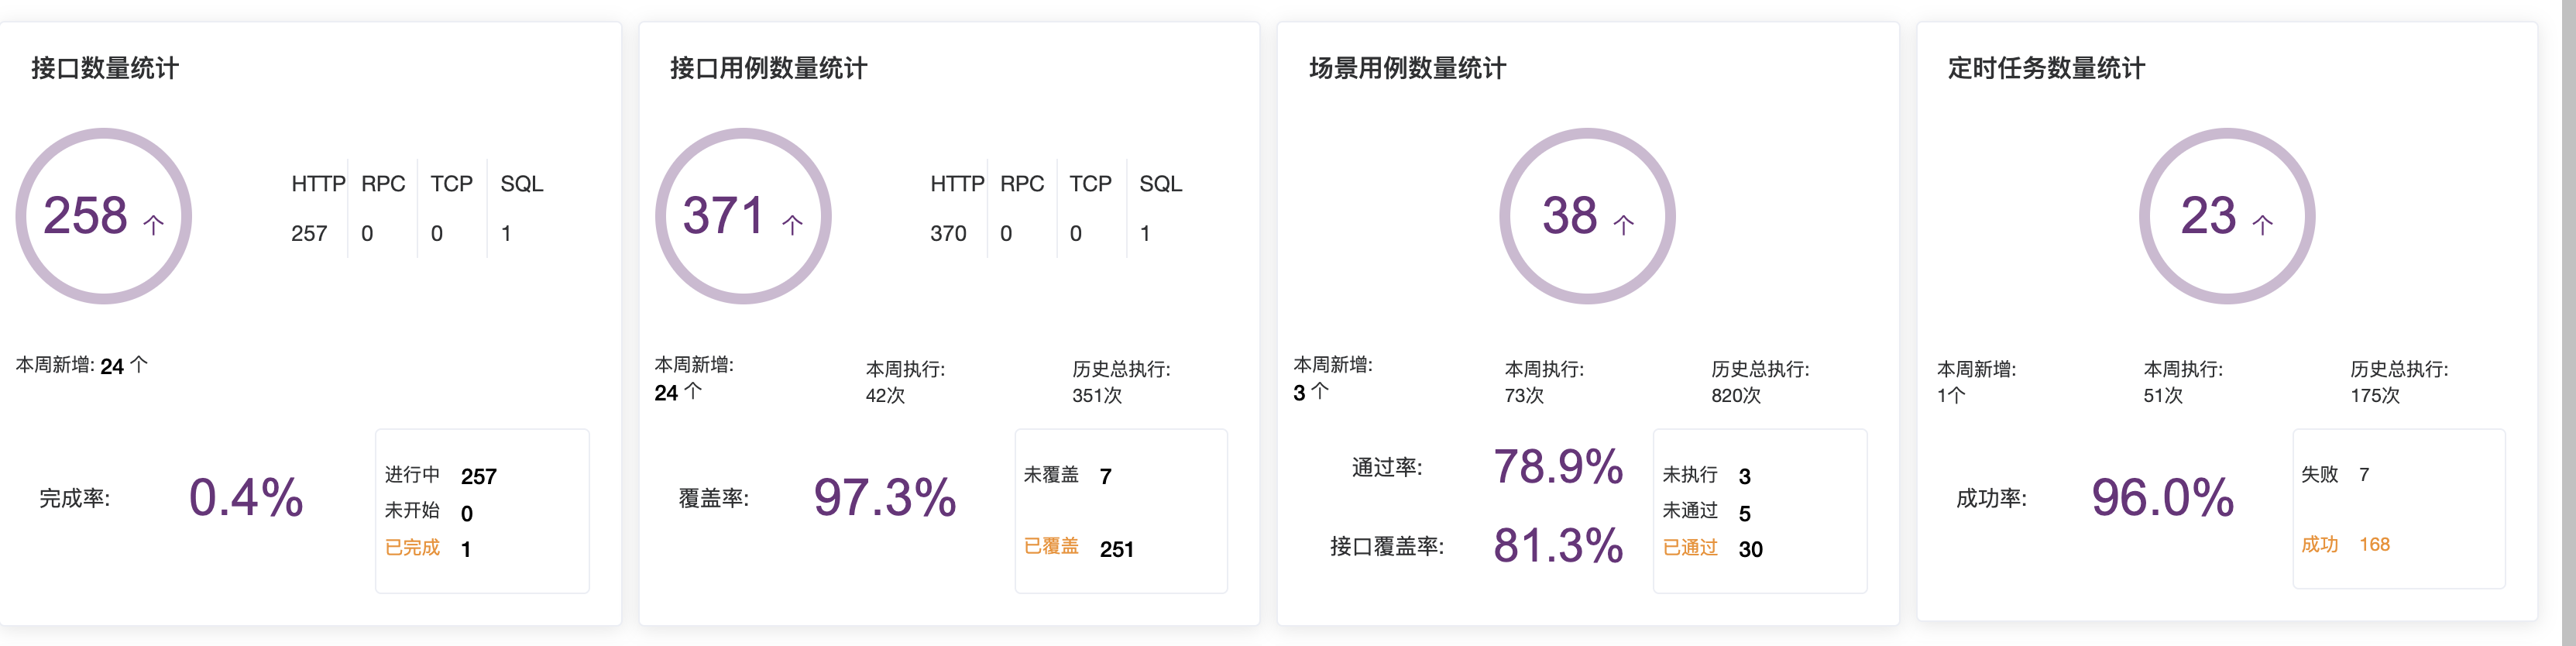 接口数量统计
258 个
HTTP RPC TCP SQL
257 0 0 1
本周新增: 24 个
完成率: 0.4%
进行中 257
未开始 0
已完成 1
接口用例数量统计
371 个
HTTP RPC TCP SQL
370 0 0 1
本周新增:
24 个
本周执行:
42次
历史总执行:
351次
覆盖率: 97.3%
未覆盖 7
已覆盖 251
场景用例数量统计
38 个
本周新增:
3 个
本周执行:
73次
历史总执行:
820次
通过率: 78.9%
接口覆盖率: 81.3%
未执行 3
未通过 5
已通过 30
定时任务数量统计
23 个
本周新增:
1个
本周执行:
51次
历史总执行:
175次
成功率: 96.0%
失败 7
成功 168